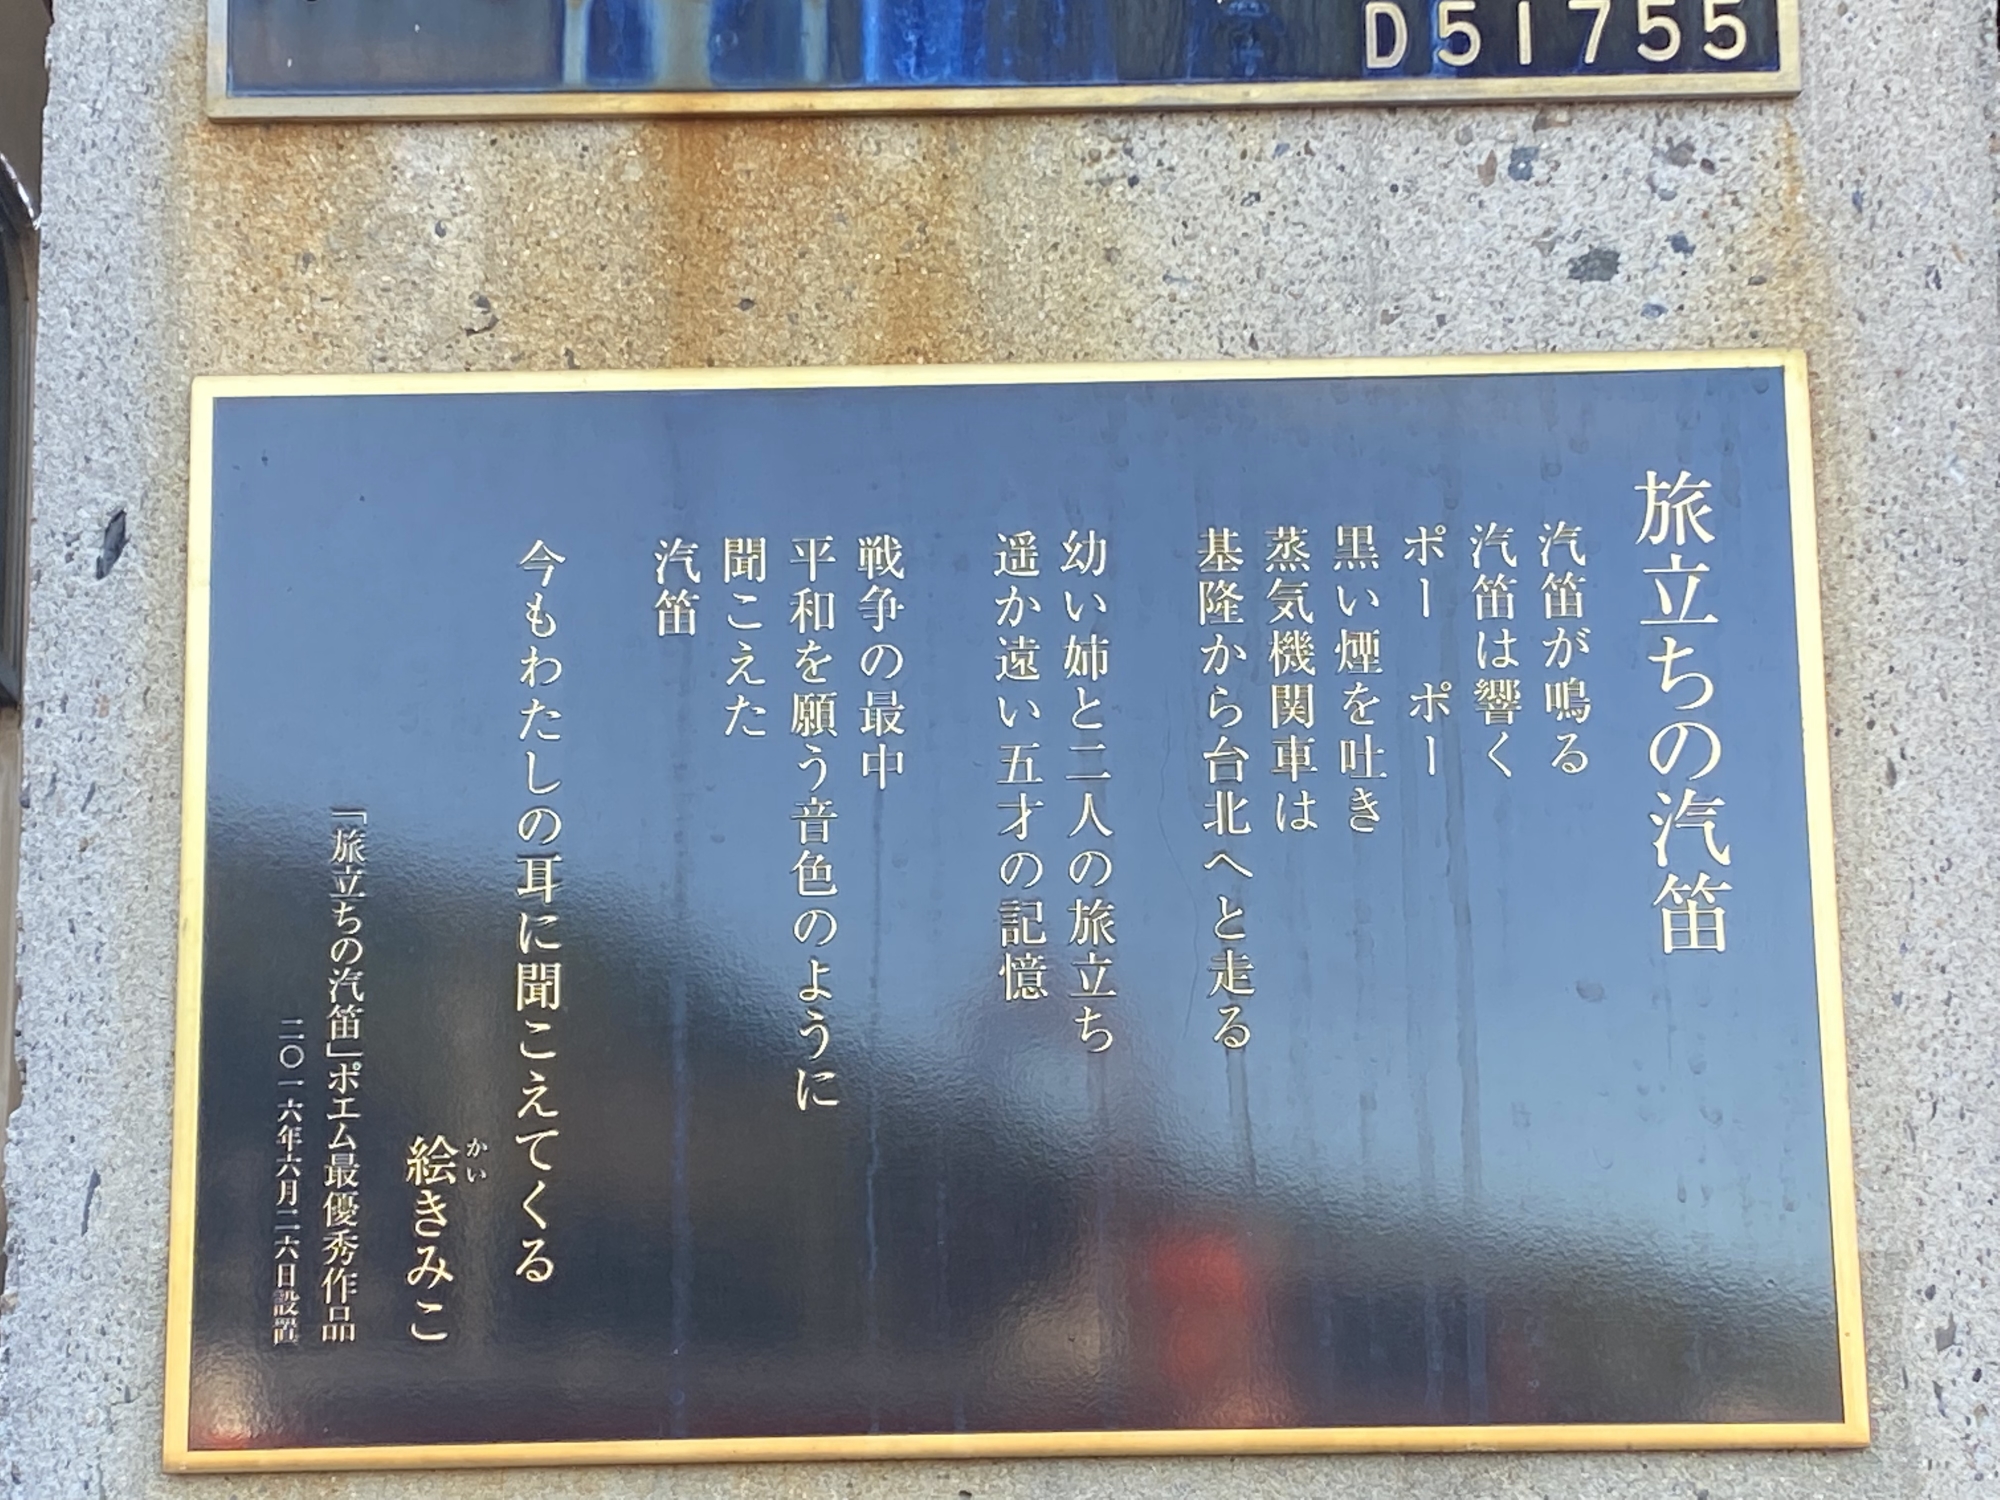 D51755
旅立ちの汽笛
汽笛が鳴る
汽笛は響く
ポー　ポー
黒い煙を吐き
蒸気機関車は
基隆から台北へと走る
幼い姉と二人の旅立ち
遥か遠い五才の記憶
戦争の最中
平和を願う音色のように
聞こえた
汽笛
今もわたしの耳に聞こえてくる
かい
絵きみこ
「旅立ちの汽笛」ポエム最優秀作品
二〇一六年六月二六日設置